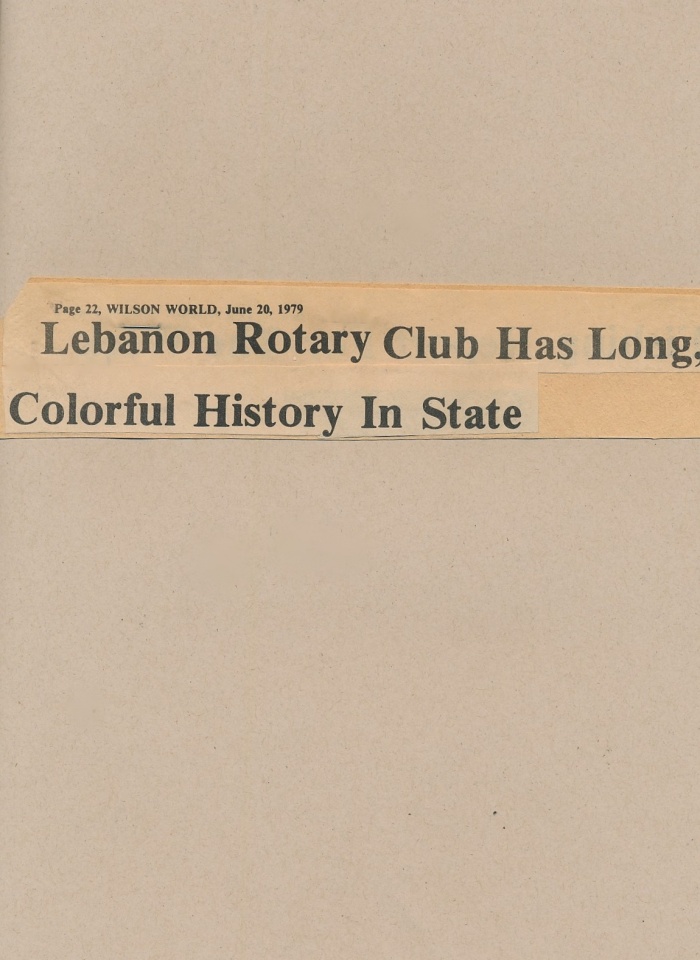 Page 22, WILSON WORLD, June 20, 1979
Lebanon Rotary Club Has Long,
Colorful History In State